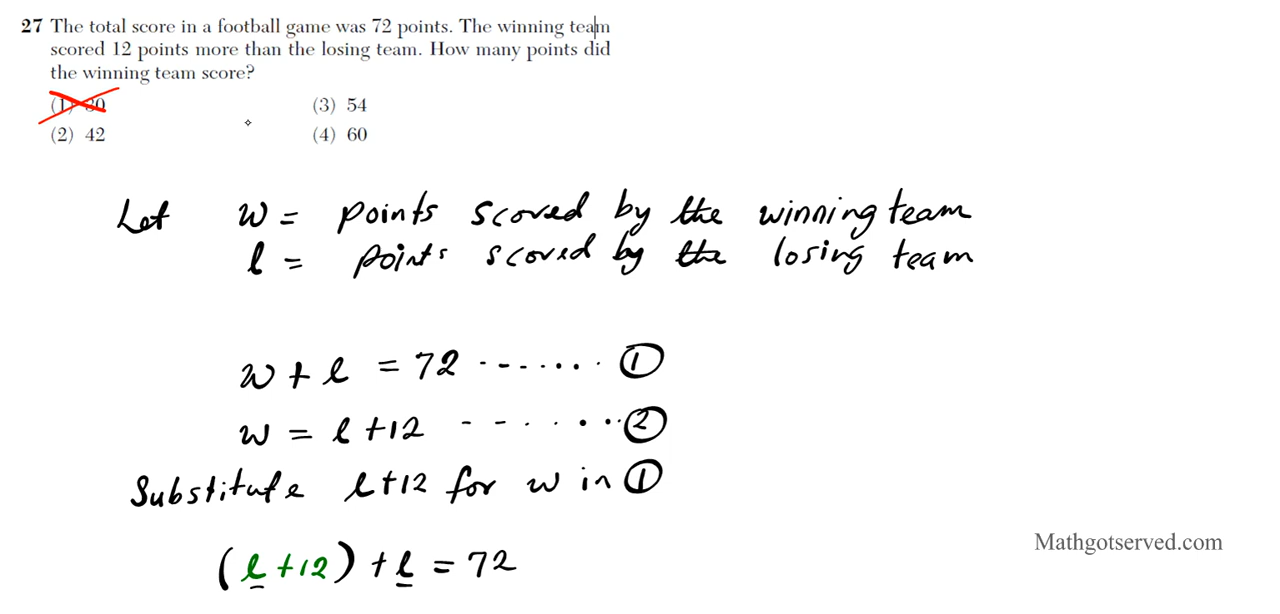 27 The total score in a football game was 72 points. The winning team
scored 12 points more than the losing team. How many points did
the winning team score?
(1) 30 (3) 54
(2) 42 (4) 60
Let w = points scored by the winning team
l = points scored by the losing team
w + l = 72 ....... ①
w = l + 12 ....... ②
Substitute l+12 for w in ①
(l + 12) + l = 72
Mathgotserved.com